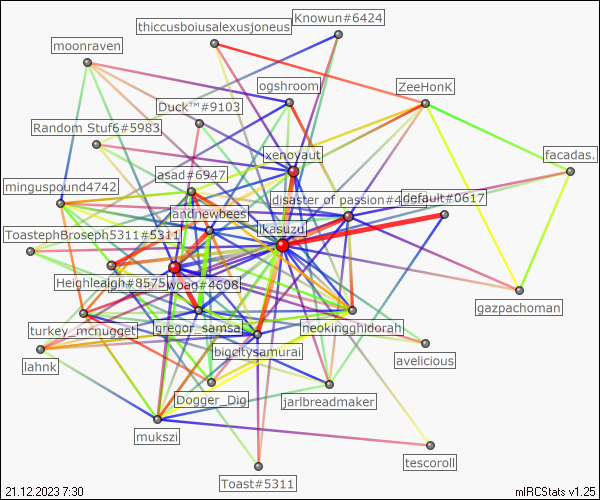 Knowun#6424
thiccusboiusalexusjoneus
moonraven
ogshroom
ZeeHonK
Duck™#9103
Random Stuf6#5983
xenoyaut
facadas.
asad#6947
minguspound4742
disaster of passion#4
default#0617
andnewbees
lkasuzu
ToastephBroseph5311#5311
Heighlealgh#8575
woag#4608
gazpachoman
turkey_mcnugget
gregor_samsa
neokingghidorah
bigcitysamurai
avelicious
lahnk
Dogger_Dig
jarlbreadmaker
mukszi
tescoroll
Toast#5311
21.12.2023 7:30
mIRCStats v1.25